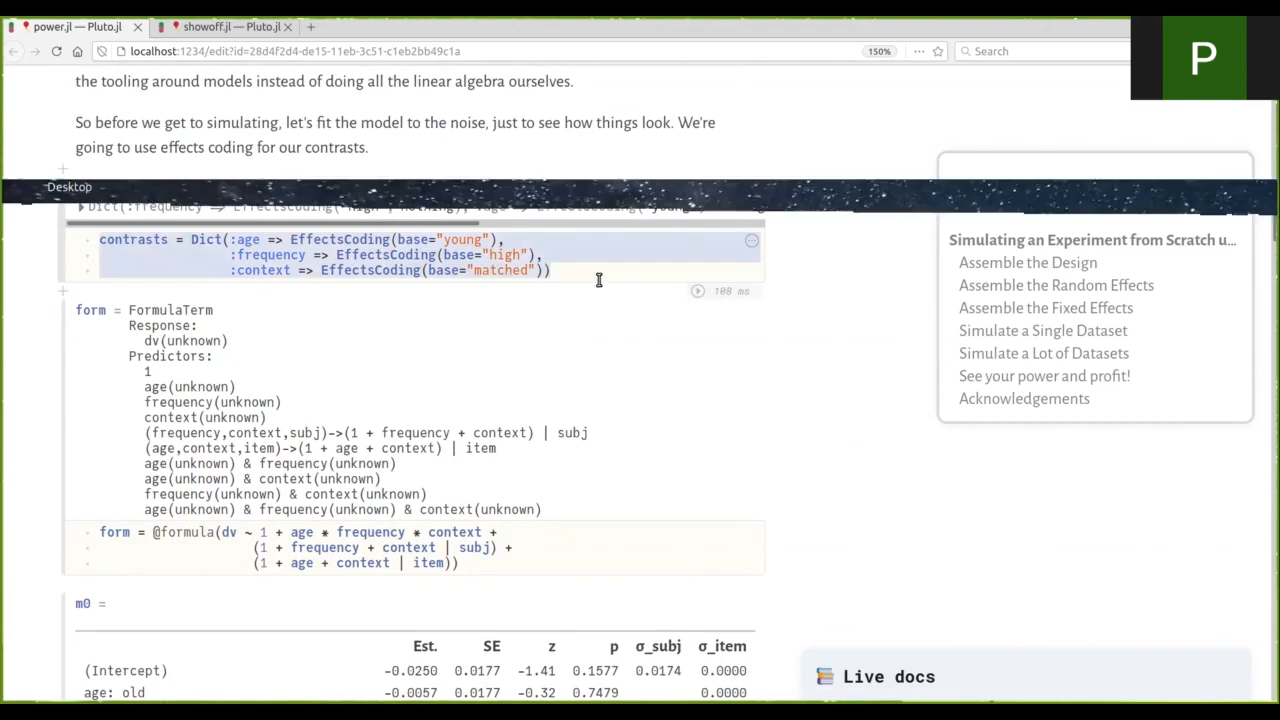 power.jl — Pluto.jl
showoff.jl — Pluto.jl
localhost:1234/edit?id=28d4f2d4-de15-11eb-3c51-c1eb2bb49c1a
150%
Search
P
the tooling around models instead of doing all the linear algebra ourselves.
So before we get to simulating, let's fit the model to the noise, just to see how things look. We're
going to use effects coding for our contrasts.
Desktop
contrasts = Dict(:age => EffectsCoding(base="young"),
:frequency => EffectsCoding(base="high"),
:context => EffectsCoding(base="matched"))
108 ms
form = FormulaTerm
Response:
dv(unknown)
Predictors:
1
age(unknown)
frequency(unknown)
context(unknown)
(frequency,context,subj)->(1 + frequency + context) | subj
(age,context,item)->(1 + age + context) | item
age(unknown) & frequency(unknown)
age(unknown) & context(unknown)
frequency(unknown) & context(unknown)
age(unknown) & frequency(unknown) & context(unknown)
form = @formula(dv ~ 1 + age * frequency * context +
(1 + frequency + context | subj) +
(1 + age + context | item))
m0 =
Est. SE z p σ_subj σ_item
(Intercept) -0.0250 0.0177 -1.41 0.1577 0.0174 0.0000
age: old -0.0057 0.0177 -0.32 0.7479 0.0000
Simulating an Experiment from Scratch u...
Assemble the Design
Assemble the Random Effects
Assemble the Fixed Effects
Simulate a Single Dataset
Simulate a Lot of Datasets
See your power and profit!
Acknowledgements
Live docs